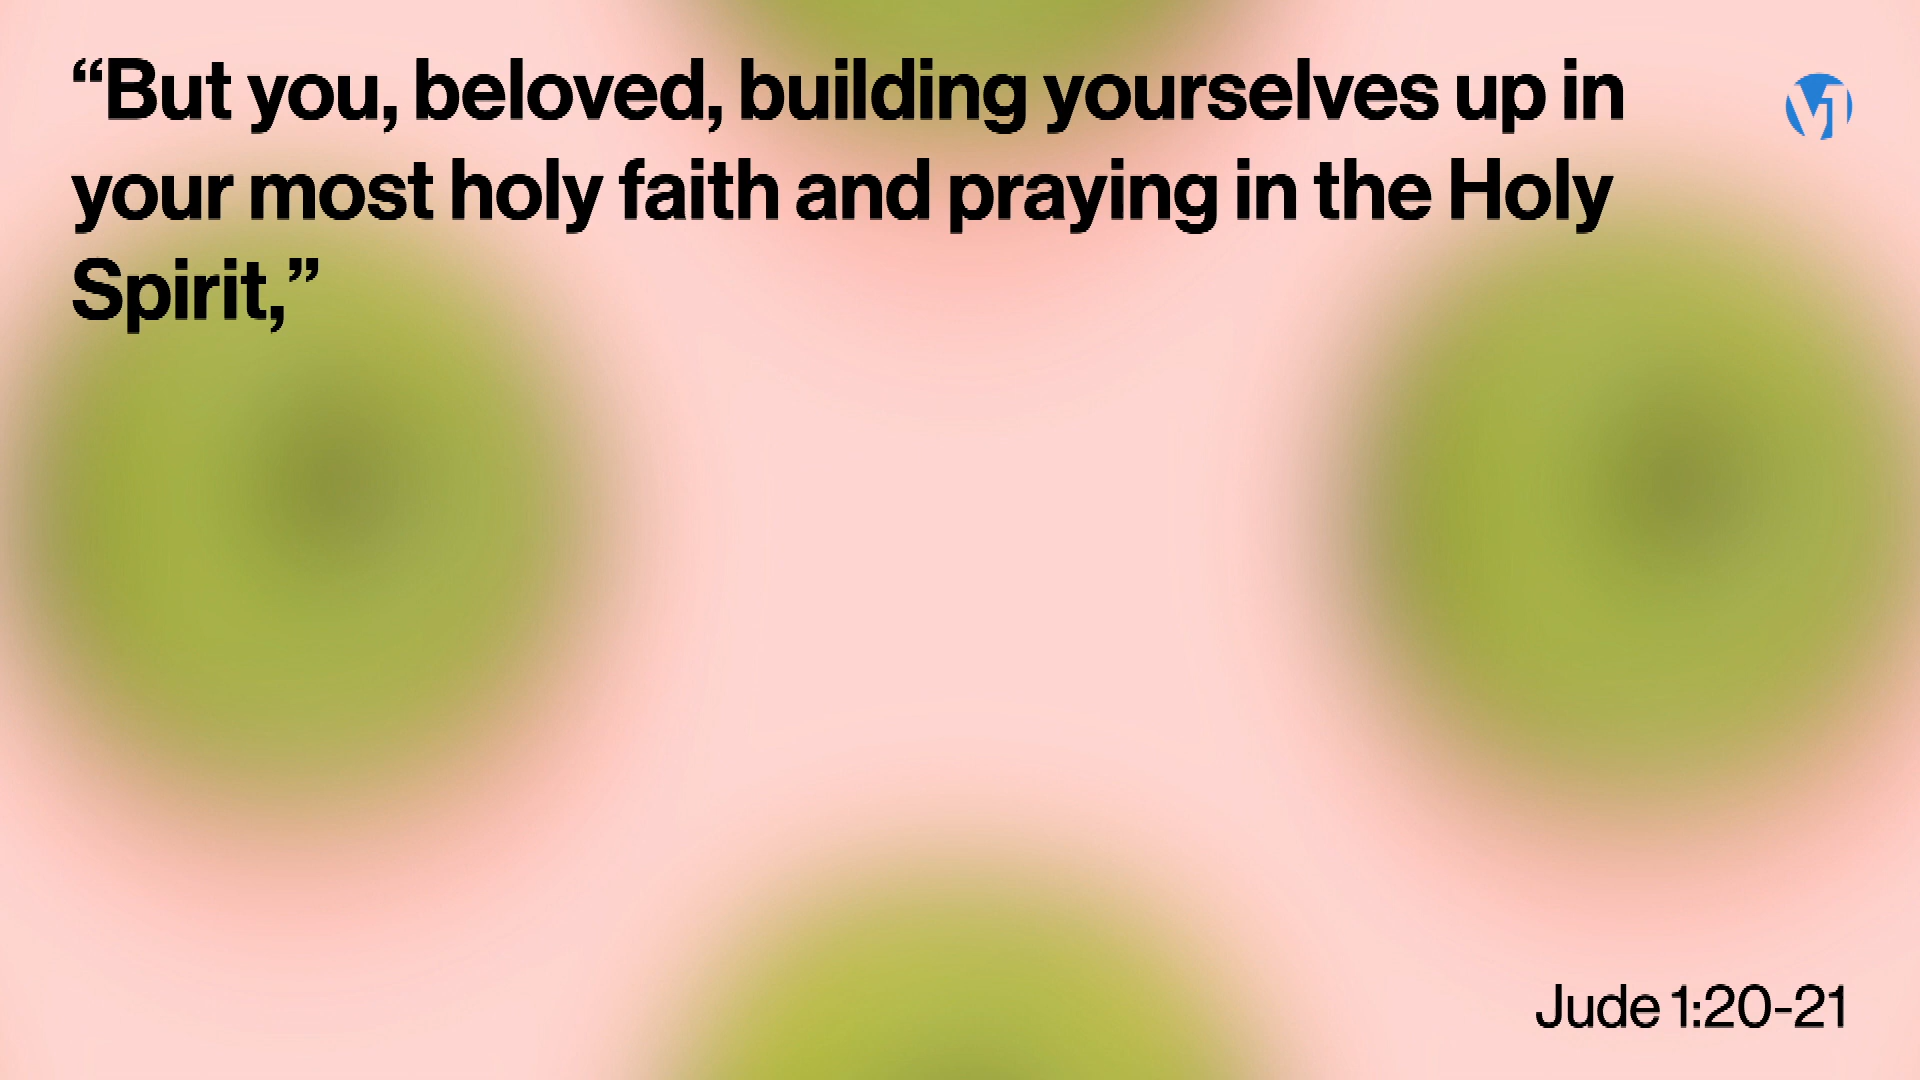 “But you, beloved, building yourselves up in
your most holy faith and praying in the Holy
Spirit,”
Jude 1:20-21